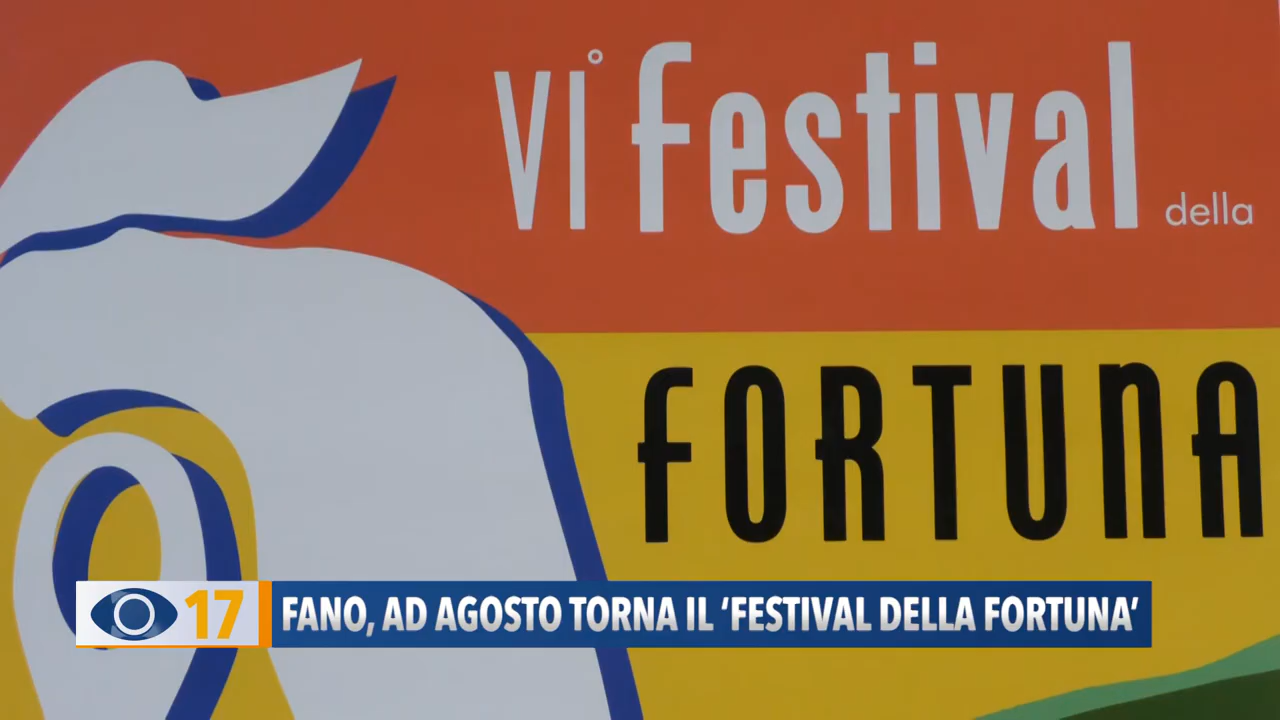 VI° festival della
FORTUNA
17
FANO, AD AGOSTO TORNA IL ‘FESTIVAL DELLA FORTUNA’